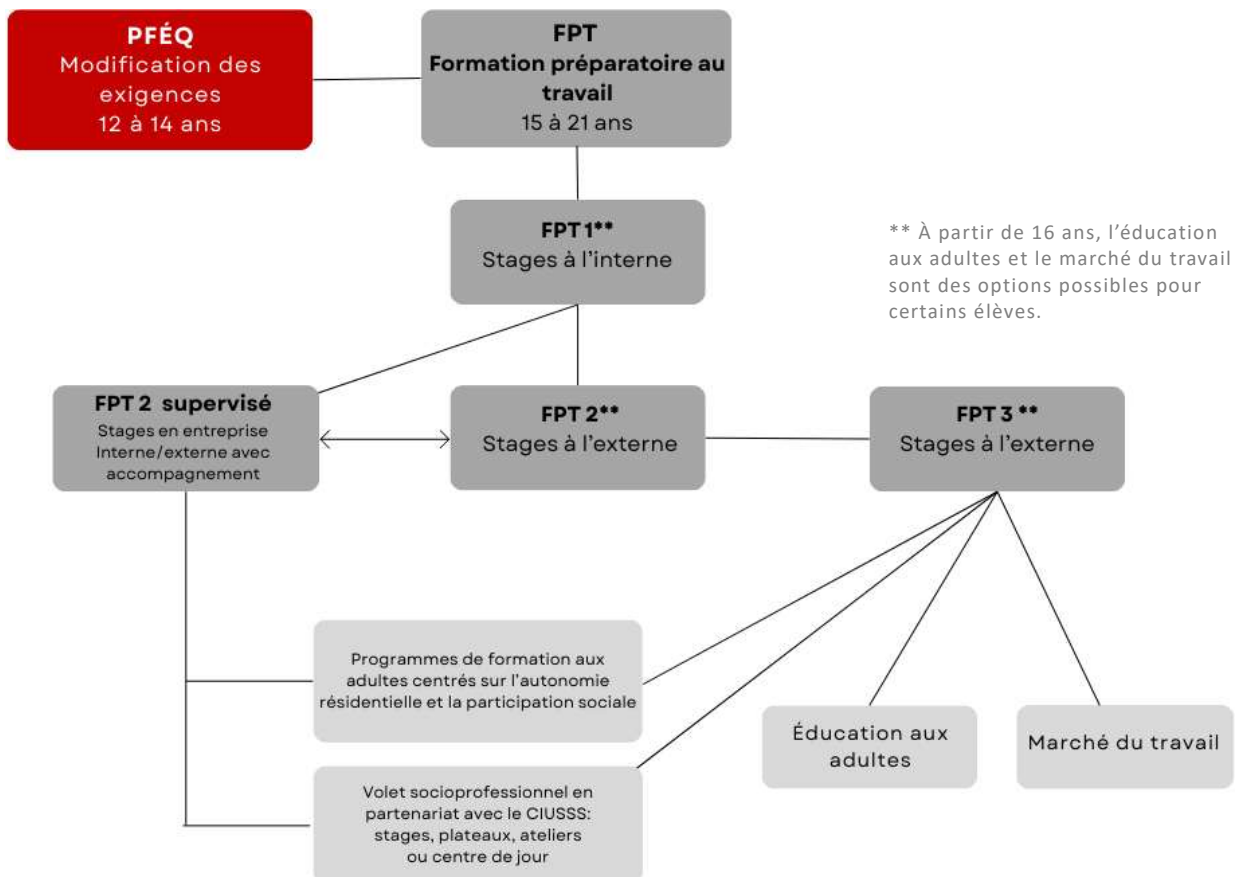 PFÉQ
Modification des
exigences
12 à 14 ans
FPT
Formation préparatoire au
travail
15 à 21 ans
FPT 1**
Stages à l'interne
** À partir de 16 ans, l'éducation
aux adultes et le marché du travail
sont des options possibles pour
certains élèves.
FPT 2 supervisé
Stages en entreprise
Interne/externe avec
accompagnement
FPT 2**
Stages à l'externe
FPT 3 **
Stages à l'externe
Programmes de formation aux
adultes centrés sur l'autonomie
résidentielle et la participation sociale
Éducation aux
adultes
Marché du travail
Volet socioprofessionnel en
partenariat avec le CIUSSS:
stages, plateaux, ateliers
ou centre de jour